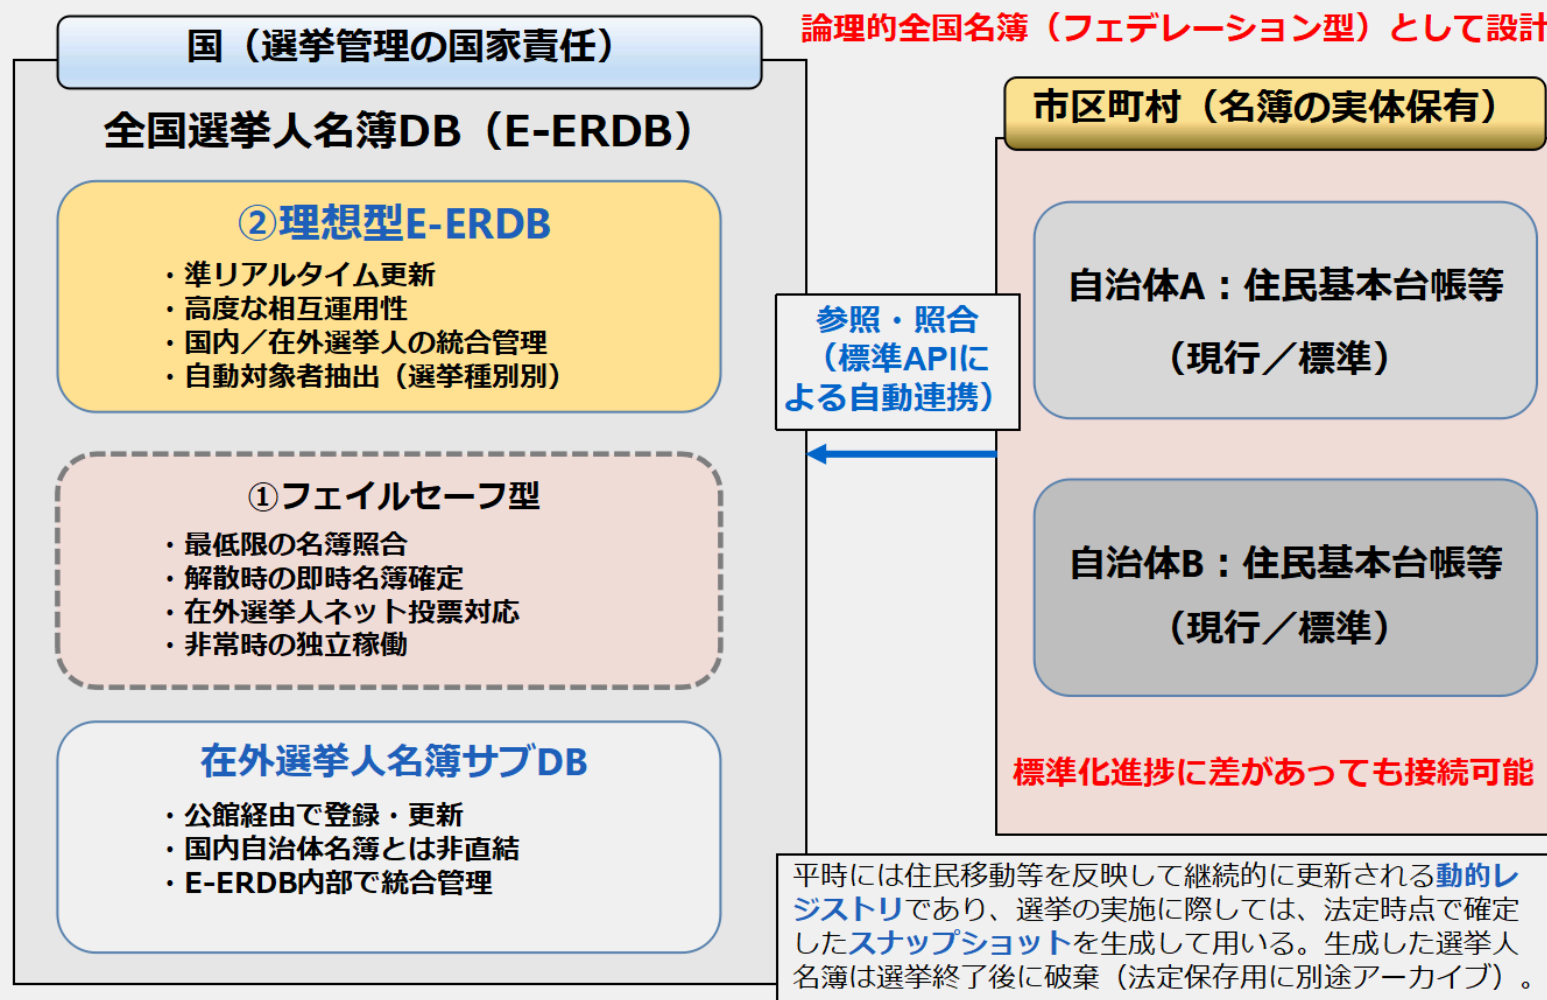 国（選挙管理の国家責任）
論理的全国名簿（フェデレーション型）として設計
全国選挙人名簿DB（E-ERDB）
②理想型E-ERDB
・準リアルタイム更新
・高度な相互運用性
・国内／在外選挙人の統合管理
・自動対象者抽出（選挙種別別）
①フェイルセーフ型
・最低限の名簿照合
・解散時の即時名簿確定
・在外選挙人ネット投票対応
・非常時の独立稼働
在外選挙人名簿サブDB
・公館経由で登録・更新
・国内自治体名簿とは非直結
・E-ERDB内部で統合管理
参照・照合
（標準APIに
よる自動連携）
市区町村（名簿の実体保有）
自治体A：住民基本台帳等
（現行／標準）
自治体B：住民基本台帳等
（現行／標準）
標準化進捗に差があっても接続可能
平時には住民移動等を反映して継続的に更新される動的レ
ジストリであり、選挙の実施に際しては、法定時点で確定
したスナップショットを生成して用いる。生成した選挙人
名簿は選挙終了後に破棄（法定保存用に別途アーカイブ）。